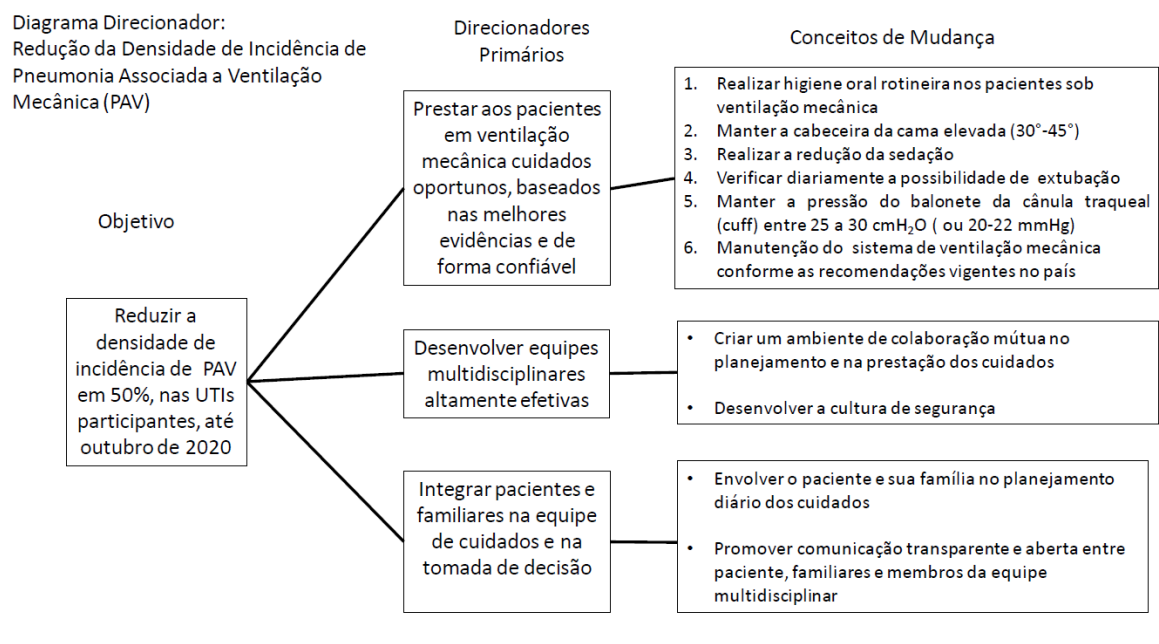 Diagrama Direcionador:
Redução da Densidade de Incidência de
Pneumonia Associada a Ventilação
Mecânica (PAV)
Objetivo
Reduzir a
densidade de
incidência de PAV
em 50%, nas UTIs
participantes, até
outubro de 2020
Direcionadores
Primários
Prestar aos pacientes
em ventilação
mecânica cuidados
oportunos, baseados
nas melhores
evidências e de
forma confiável
Desenvolver equipes
multidisciplinares
altamente efetivas
Integrar pacientes e
familiares na equipe
de cuidados e na
tomada de decisão
Conceitos de Mudança
1. Realizar higiene oral rotineira nos pacientes sob
ventilação mecânica
2. Manter a cabeceira da cama elevada (30°-45°)
3. Realizar a redução da sedação
4. Verificar diariamente a possibilidade de extubação
5. Manter a pressão do balonete da cânula traqueal
(cuff) entre 25 a 30 cmH₂O ( ou 20-22 mmHg)
6. Manutenção do sistema de ventilação mecânica
conforme as recomendações vigentes no país
• Criar um ambiente de colaboração mútua no
planejamento e na prestação dos cuidados
• Desenvolver a cultura de segurança
• Envolver o paciente e sua família no planejamento
diário dos cuidados
• Promover comunicação transparente e aberta entre
paciente, familiares e membros da equipe
multidisciplinar